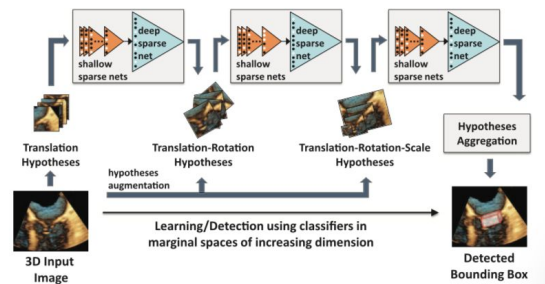 deep
sparse
net
shallow
sparse nets
deep
sparse
net
shallow
sparse nets
deep
sparse
net
shallow
sparse nets
Translation
Hypotheses
Translation-Rotation
Hypotheses
Translation-Rotation-Scale
Hypotheses
Hypotheses
Aggregation
hypotheses
augmentation
Learning/Detection using classifiers in
marginal spaces of increasing dimension
3D Input
Image
Detected
Bounding Box